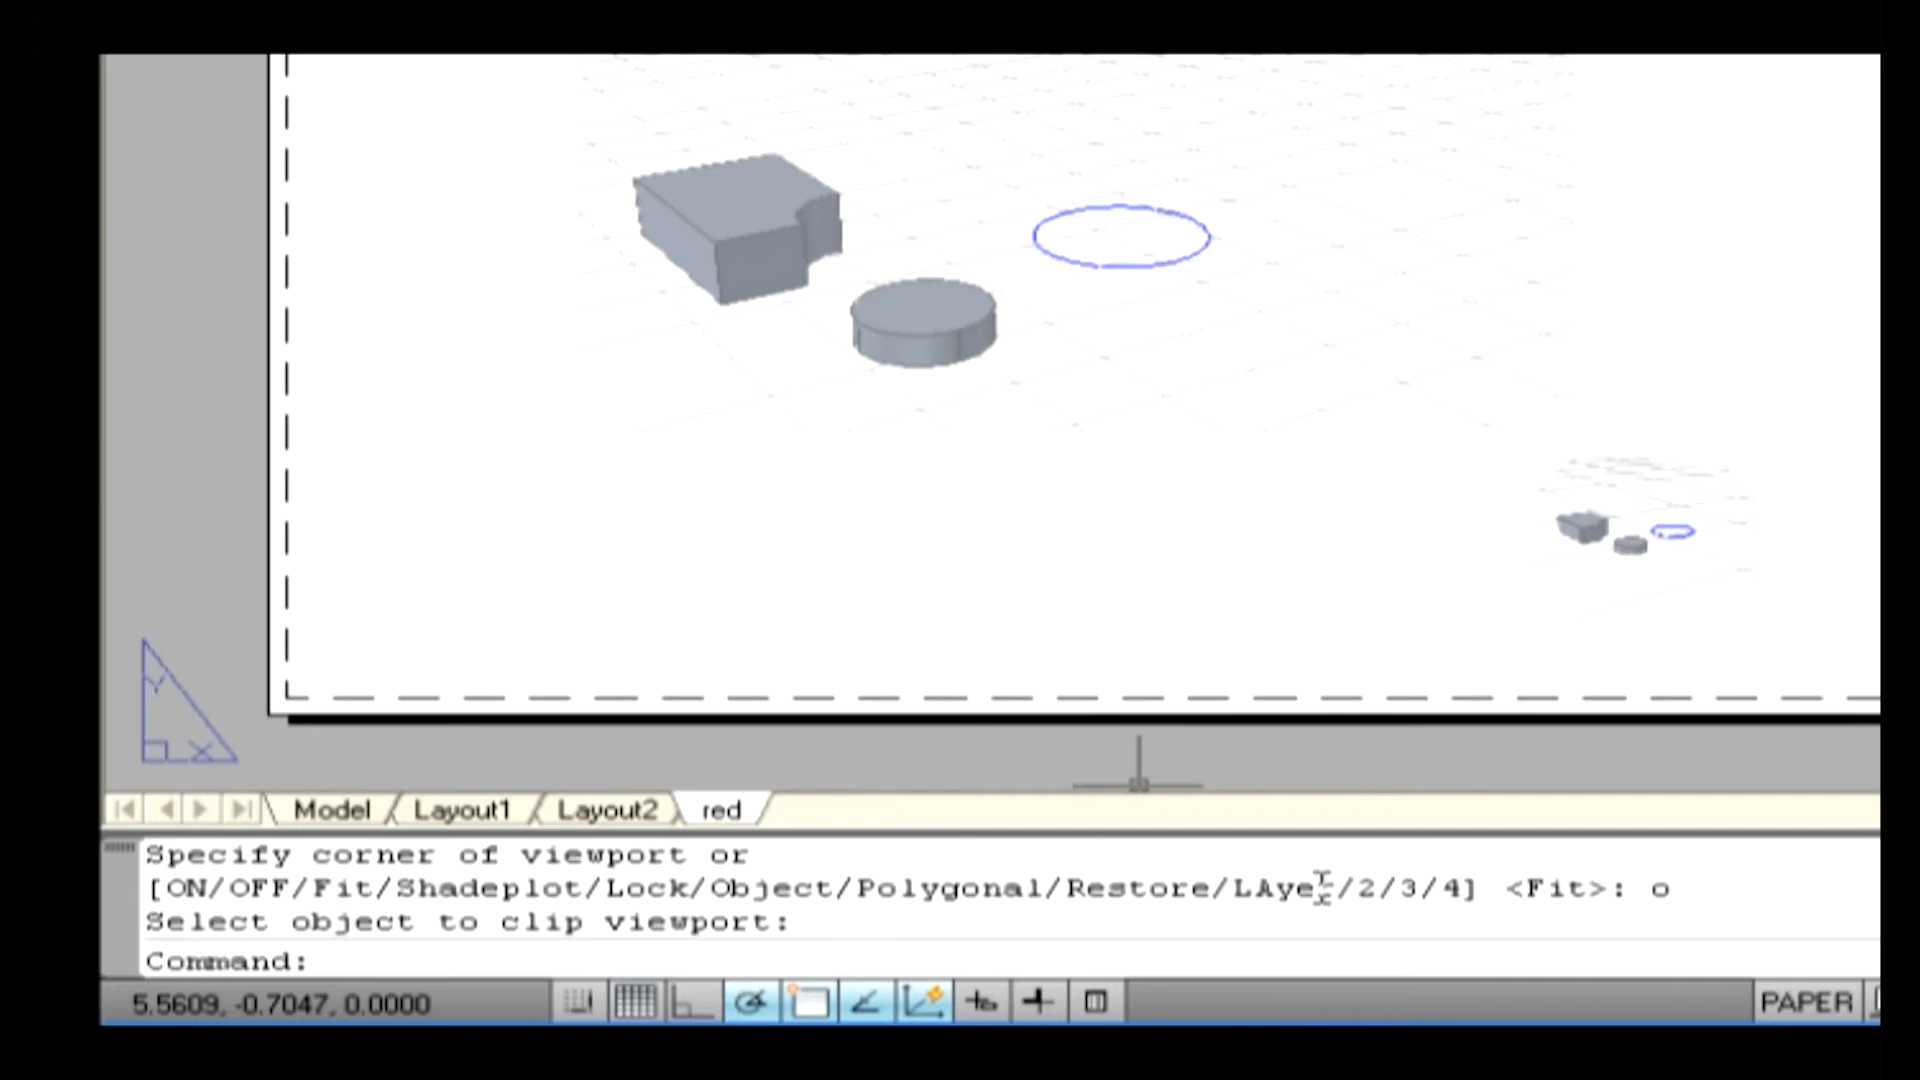 Y
X
Model Layout1 Layout2 red
Specify corner of viewport or
[ON/OFF/Fit/Shadeplot/Lock/Object/Polygonal/Restore/LAyer/2/3/4] <Fit>: o
Select object to clip viewport:
Command:
5.5609, -0.7047, 0.0000 PAPER